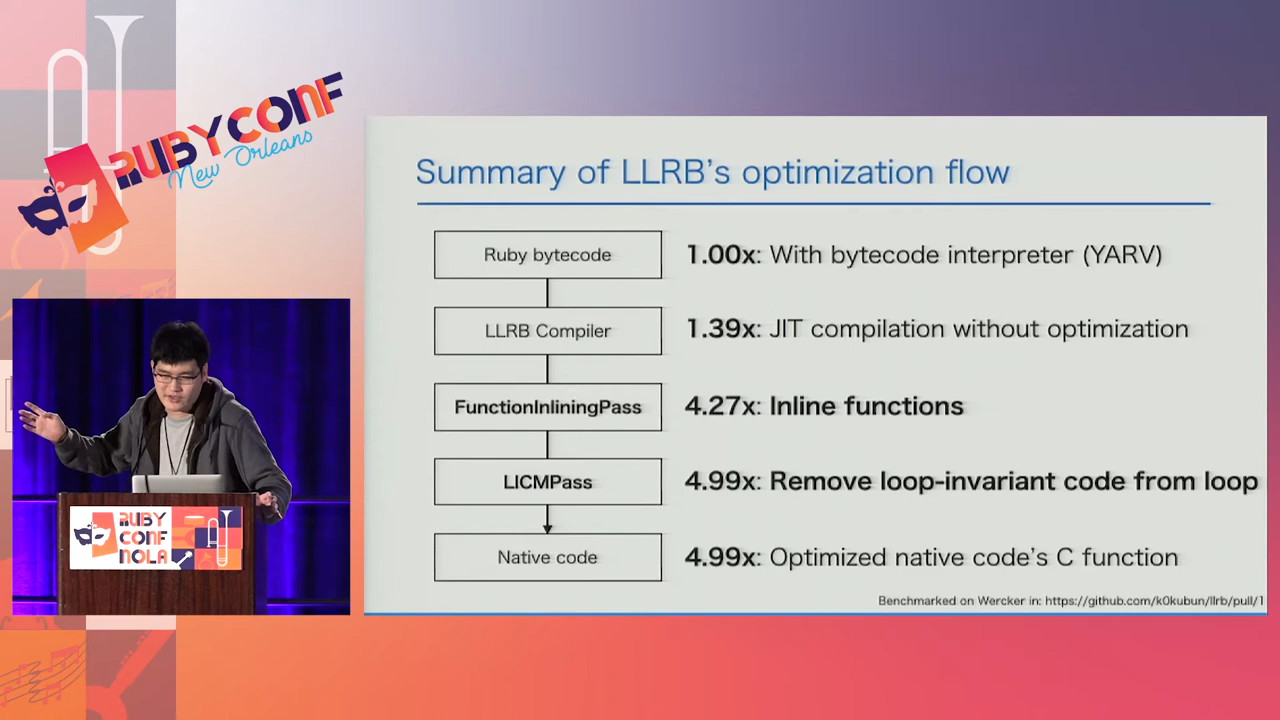 RUBYCONF
New Orleans
RUBY
CONF
NOLA
Summary of LLRB’s optimization flow
Ruby bytecode
1.00x: With bytecode interpreter (YARV)
LLRB Compiler
1.39x: JIT compilation without optimization
FunctionInliningPass
4.27x: Inline functions
LICMPass
4.99x: Remove loop-invariant code from loop
Native code
4.99x: Optimized native code’s C function
Benchmarked on Wercker in: https://github.com/k0kubun/llrb/pull/1